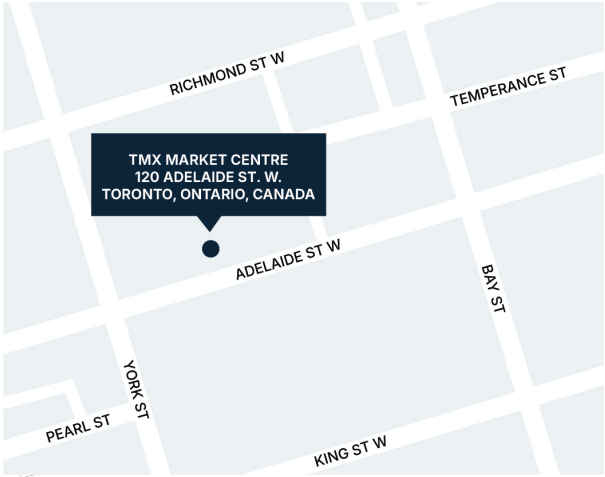 RICHMOND ST W
TEMPERANCE ST
TMX MARKET CENTRE
120 ADELAIDE ST. W.
TORONTO, ONTARIO, CANADA
ADELAIDE ST W
BAY ST
YORK ST
PEARL ST
KING ST W